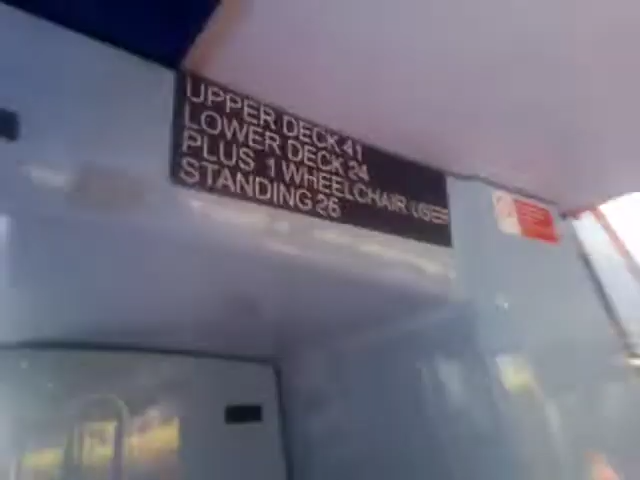 UPPER DECK 41
LOWER DECK 24
PLUS 1 WHEELCHAIR USER
STANDING 26